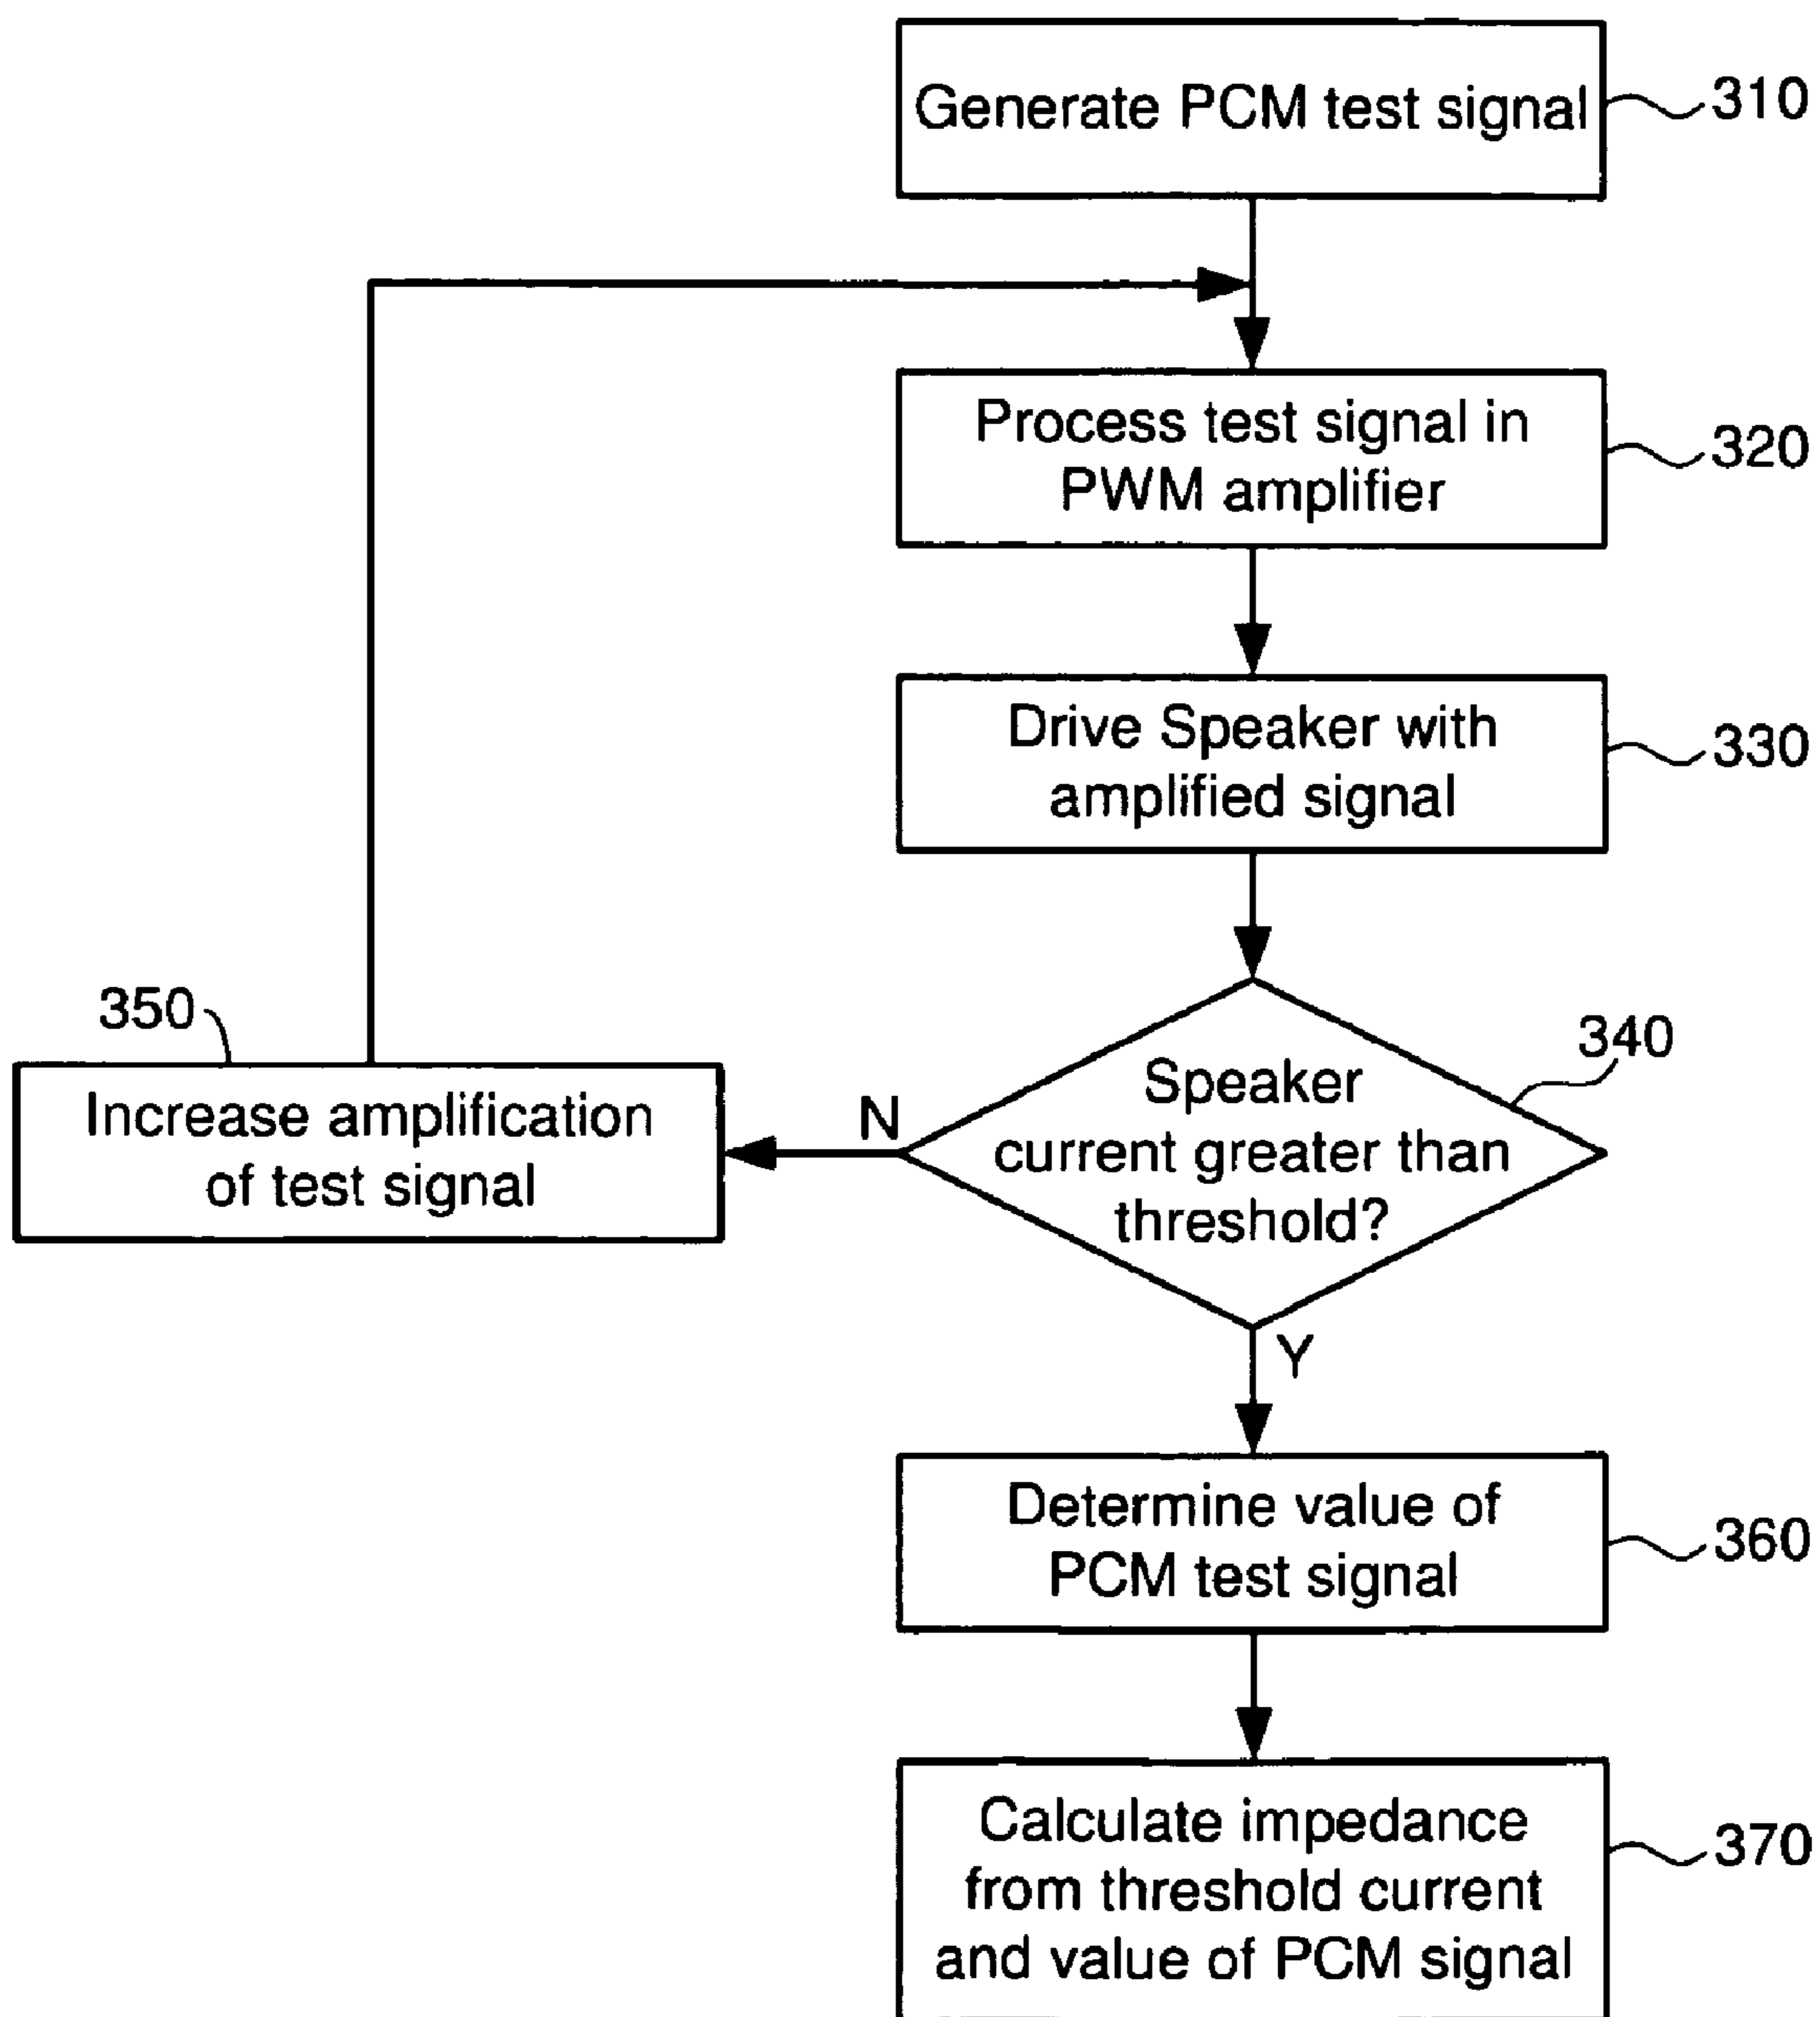 Generate PCM test signal
310
Process test signal in
PWM amplifier
320
Drive Speaker with
amplified signal
330
350
Increase amplification
of test signal
N
Speaker
current greater than
threshold?
340
Y
Determine value of
PCM test signal
360
Calculate impedance
from threshold current
and value of PCM signal
370